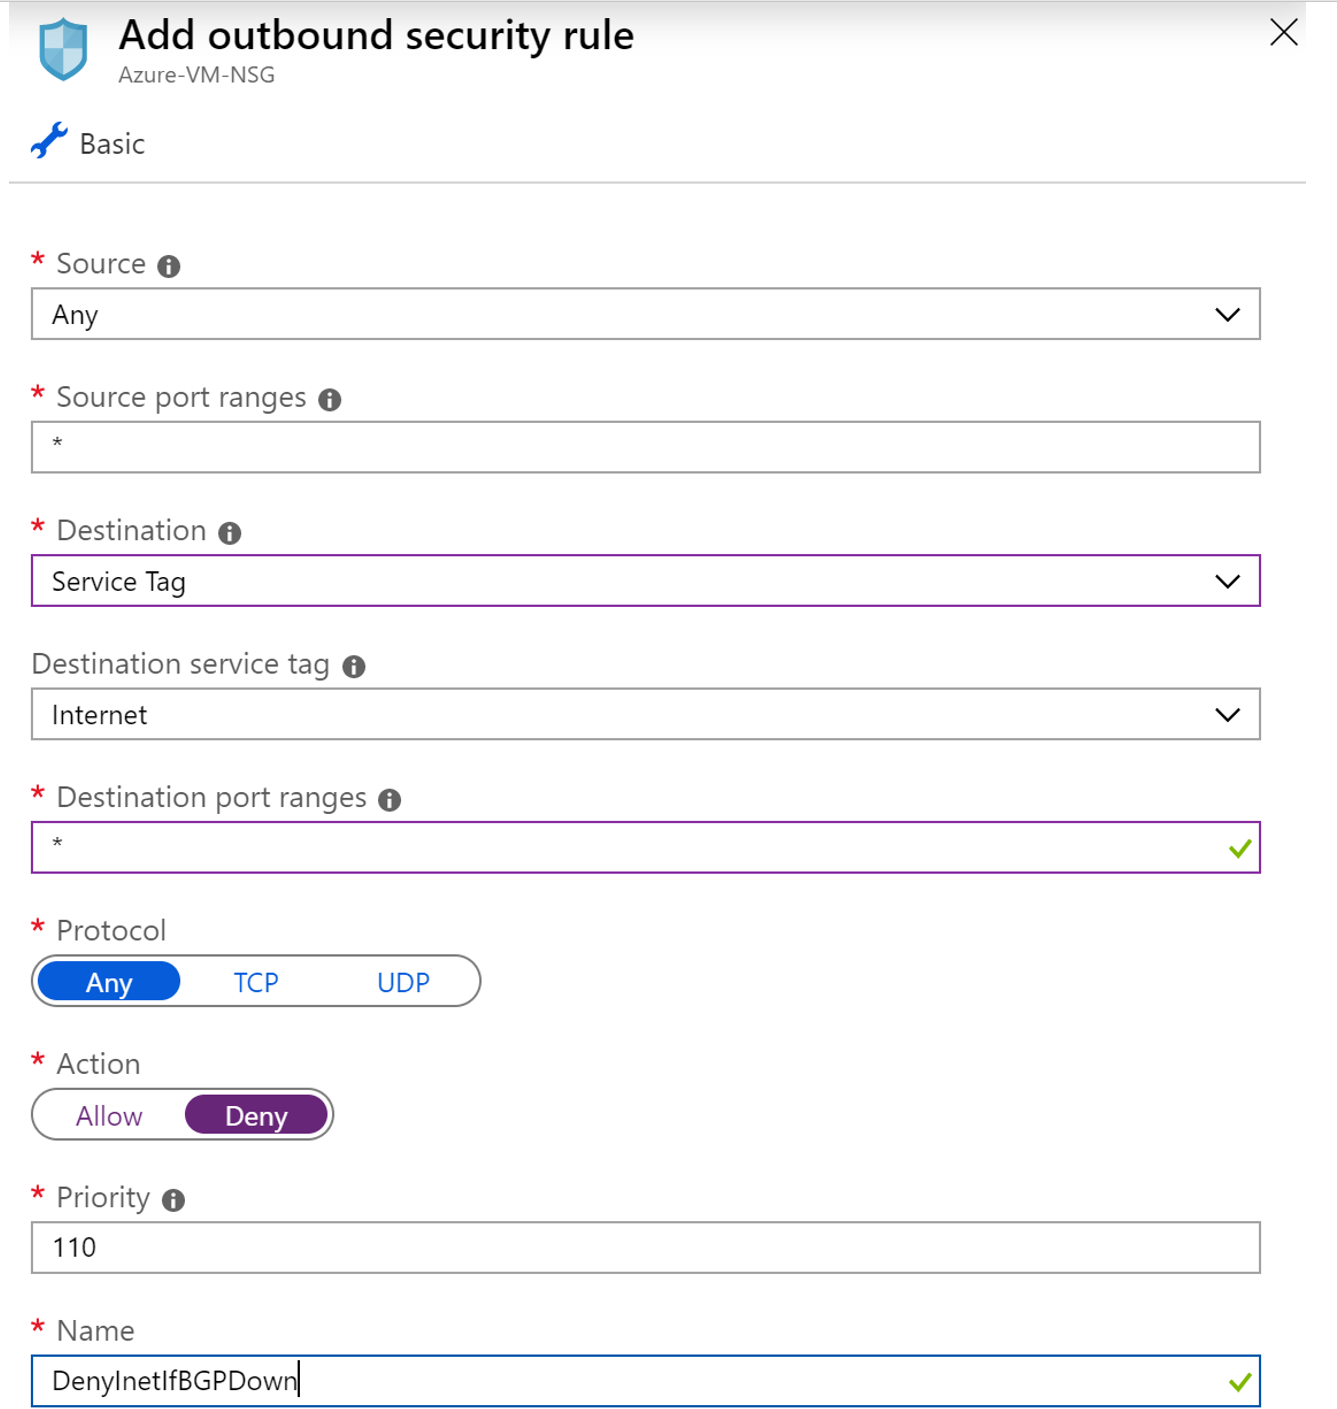 Add outbound security rule
Azure-VM-NSG
Basic
* Source
Any
* Source port ranges
*
* Destination
Service Tag
Destination service tag
Internet
* Destination port ranges
*
* Protocol
Any TCP UDP
* Action
Allow Deny
* Priority
110
* Name
DenyInetIfBGPDown